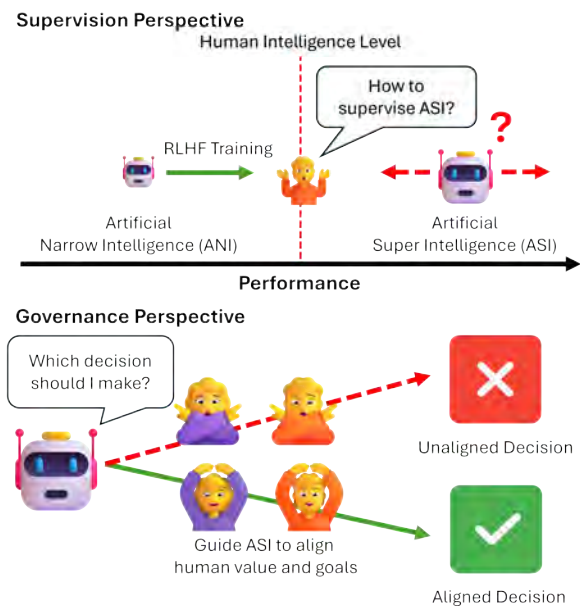 Supervision Perspective
Human Intelligence Level
How to
supervise ASI?
?
RLHF Training
Artificial
Narrow Intelligence (ANI)
Artificial
Super Intelligence (ASI)
Performance
Governance Perspective
Which decision
should I make?
Unaligned Decision
Guide ASI to align
human value and goals
Aligned Decision